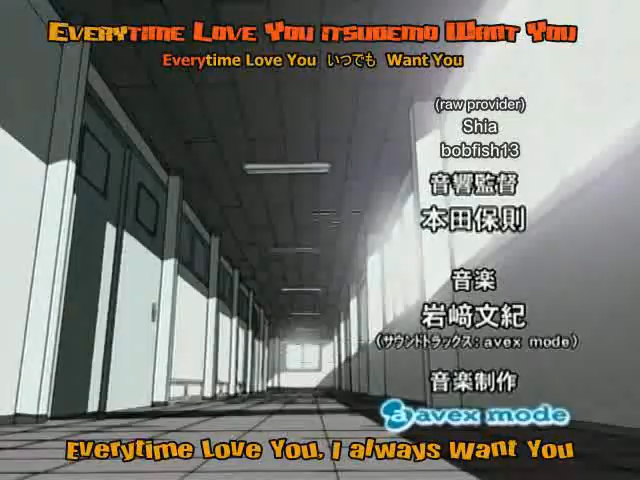 Everytime Love You itsudemo Want You
Everytime Love You いつでも Want You
(raw provider)
Shia
bobfish13
音響監督
本田保則
音楽
岩﨑文紀
(サウンドトラックス:avex mode)
音楽制作
a avex mode
Everytime Love You, I always Want You